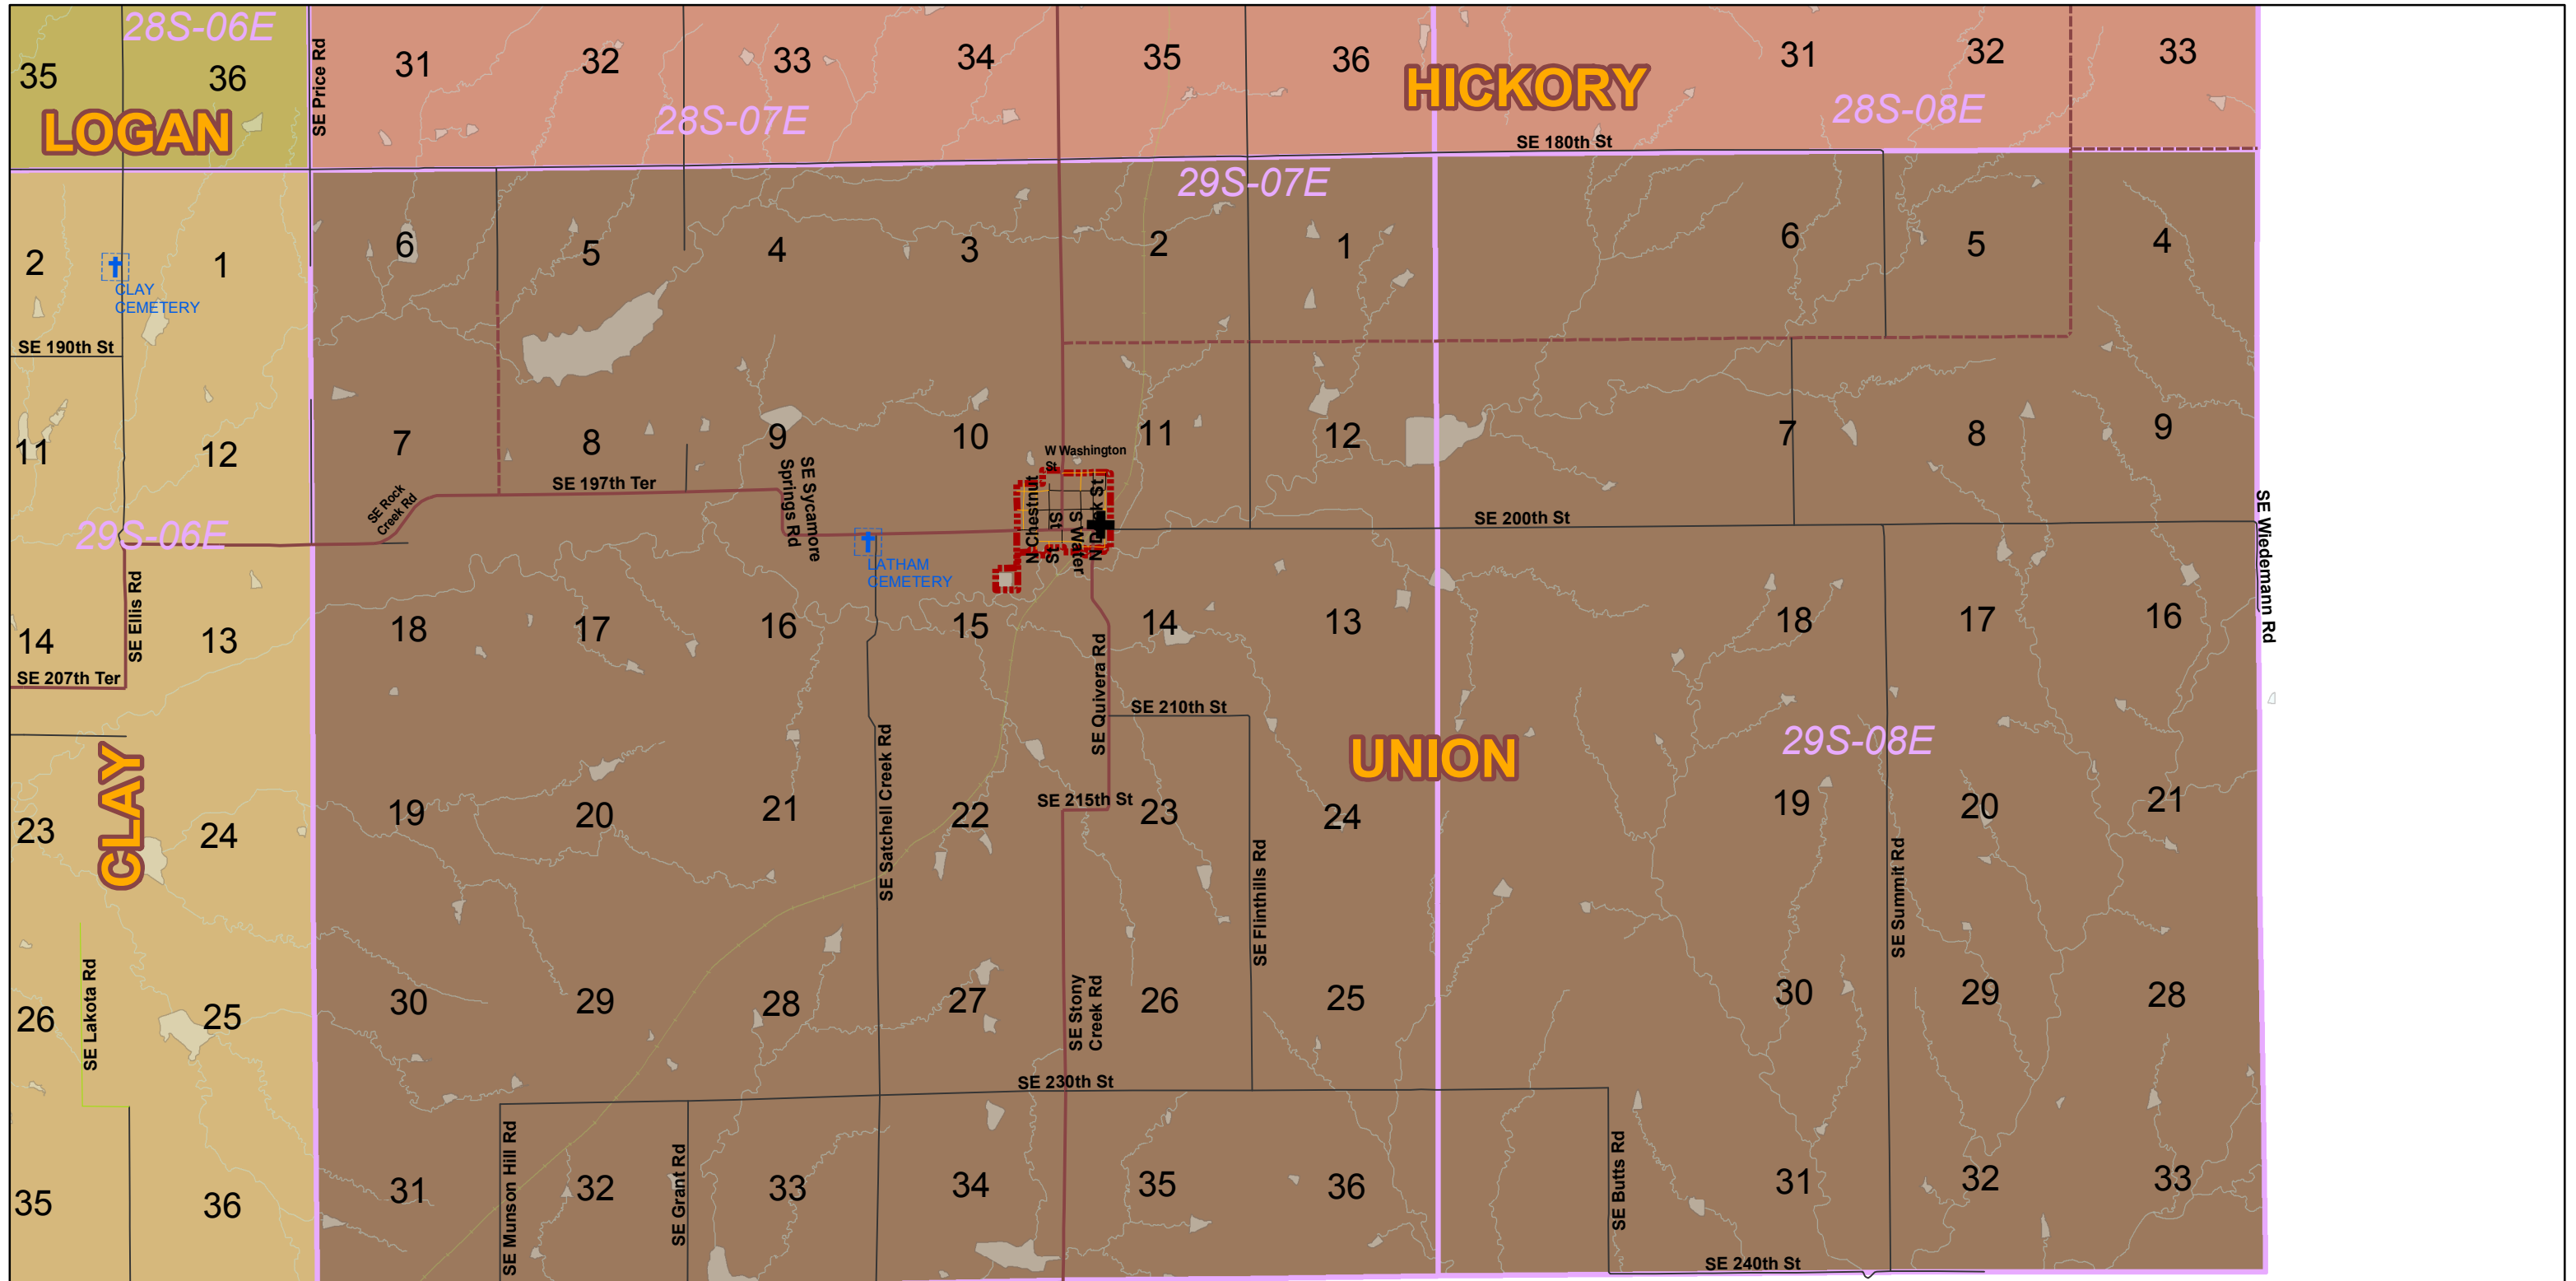 28S-06E
35
36
LOGAN
SE Price Rd
31
32
33
34
35
36
28S-07E
HICKORY
31
32
33
28S-08E
SE 180th St
29S-07E
2
1
CLAY
CEMETERY
6
5
4
3
2
1
6
5
4
SE 190th St
11
12
7
8
9
10
11
12
7
8
9
W Washington
St
SE Rock
Creek Rd
SE 197th Ter
SE Sycamore
Springs Rd
N Chestnut
St
St
S Water
SE 200th St
SE Wiedemann Rd
29S-06E
LATHAM
CEMETERY
SE Ellis Rd
14
13
18
17
16
15
14
13
18
17
16
SE 207th Ter
SE Quivera Rd
SE 210th St
CLAY
UNION
29S-08E
23
24
19
20
21
22
SE 215th St
23
24
19
20
21
SE Satchell Creek Rd
SE Flinthills Rd
SE Summit Rd
SE Lakota Rd
26
25
30
29
28
27
SE Stony
Creek Rd
26
25
30
29
28
SE 230th St
35
36
31
SE Munson Hill Rd
32
SE Grant Rd
33
34
35
36
SE Butts Rd
31
32
33
SE 240th St